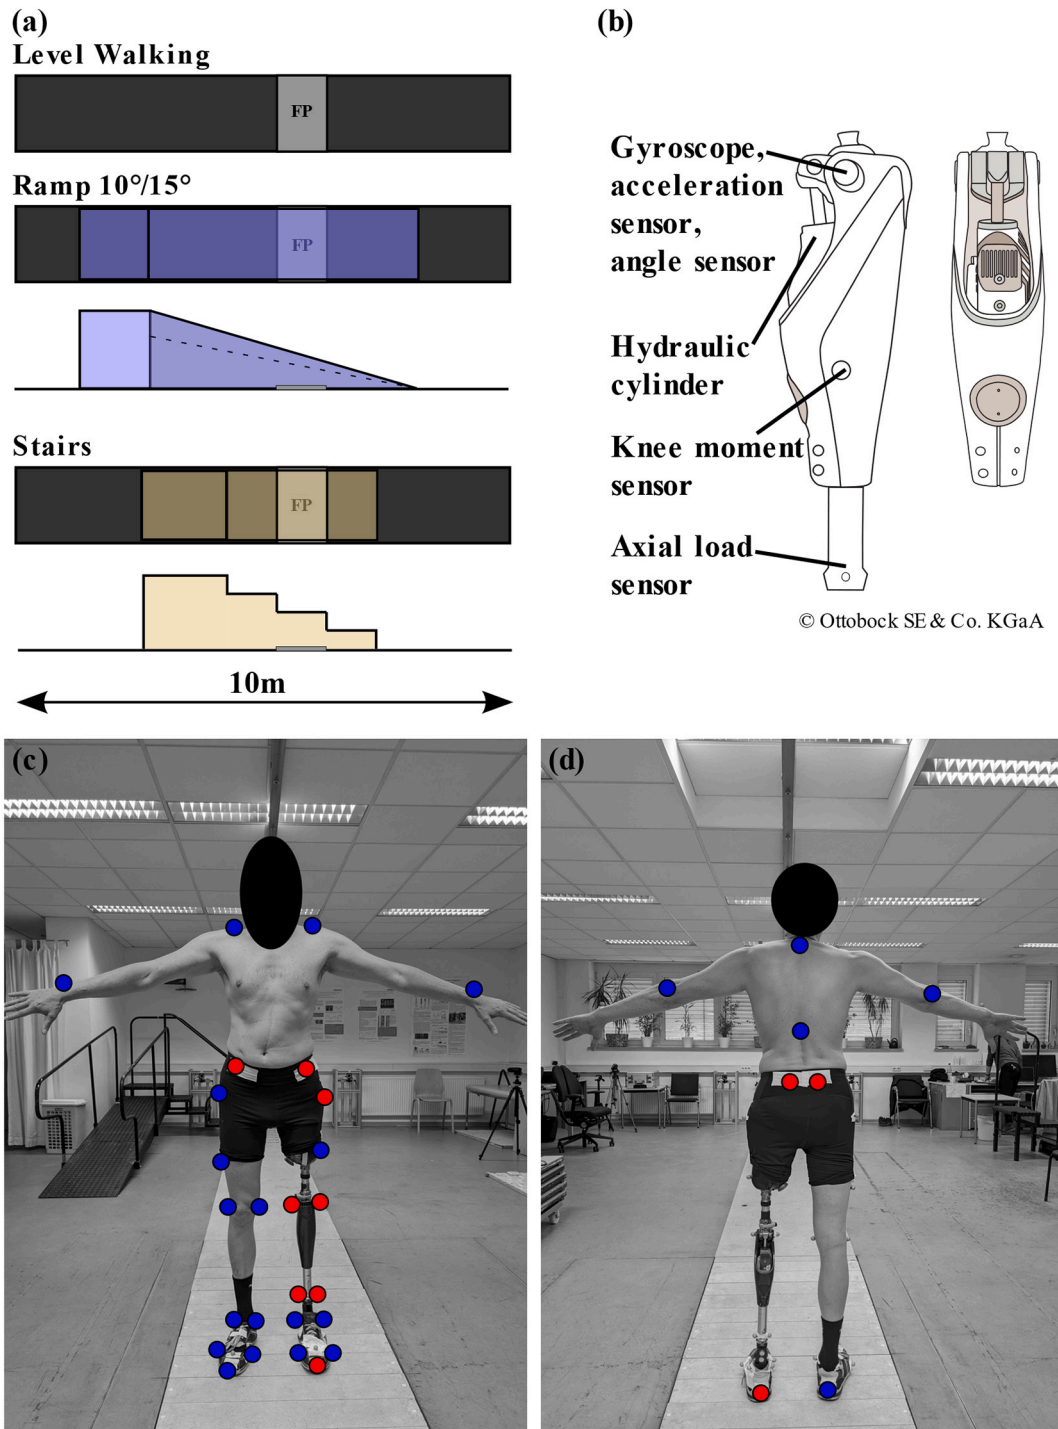 (a)
Level Walking
FP
Ramp 10°/15°
FP
Stairs
FP
10m
(b)
Gyroscope,
acceleration
sensor,
angle sensor
Hydraulic
cylinder
Knee moment
sensor
Axial load
sensor
© Ottobock SE & Co. KGaA
(c)
(d)